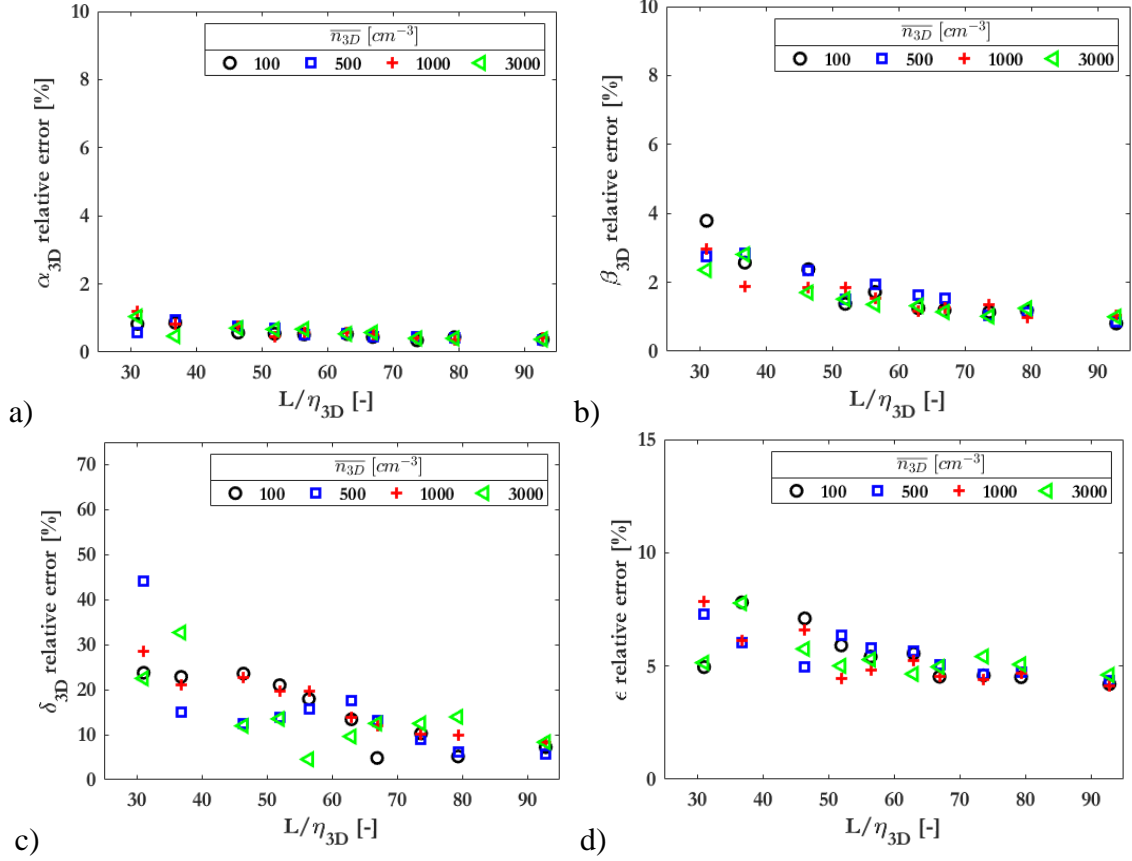 n3D [cm-3]
100 500 1000 3000
10
8
6
4
2
0
α3D relative error [%]
30 40 50 60 70 80 90
L/η3D [-]
a)
n3D [cm-3]
100 500 1000 3000
10
8
6
4
2
0
β3D relative error [%]
30 40 50 60 70 80 90
L/η3D [-]
b)
n3D [cm-3]
100 500 1000 3000
70
60
50
40
30
20
10
0
δ3D relative error [%]
30 40 50 60 70 80 90
L/η3D [-]
c)
n3D [cm-3]
100 500 1000 3000
15
10
5
0
ϵ relative error [%]
30 40 50 60 70 80 90
L/η3D [-]
d)